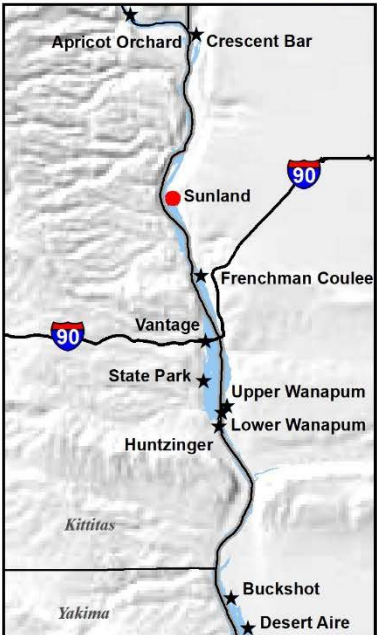 Apricot Orchard
Crescent Bar
90
Sunland
Frenchman Coulee
Vantage
90
State Park
Upper Wanapum
Lower Wanapum
Huntzinger
Kittitas
Buckshot
Yakima
Desert Aire